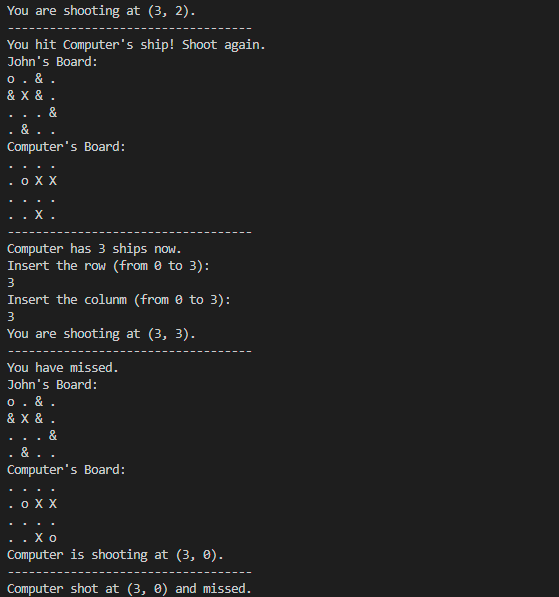 You are shooting at (3, 2).
-----------------------------------
You hit Computer's ship! Shoot again.
John's Board:
o . & .
& X & .
. . . &
. & . .
Computer's Board:
. . . .
. o X X
. . . .
. . X .
-----------------------------------
Computer has 3 ships now.
Insert the row (from 0 to 3):
3
Insert the colunm (from 0 to 3):
3
You are shooting at (3, 3).
-----------------------------------
You have missed.
John's Board:
o . & .
& X & .
. . . &
. & . .
Computer's Board:
. . . .
. o X X
. . . .
. . X o
Computer is shooting at (3, 0).
-----------------------------------
Computer shot at (3, 0) and missed.